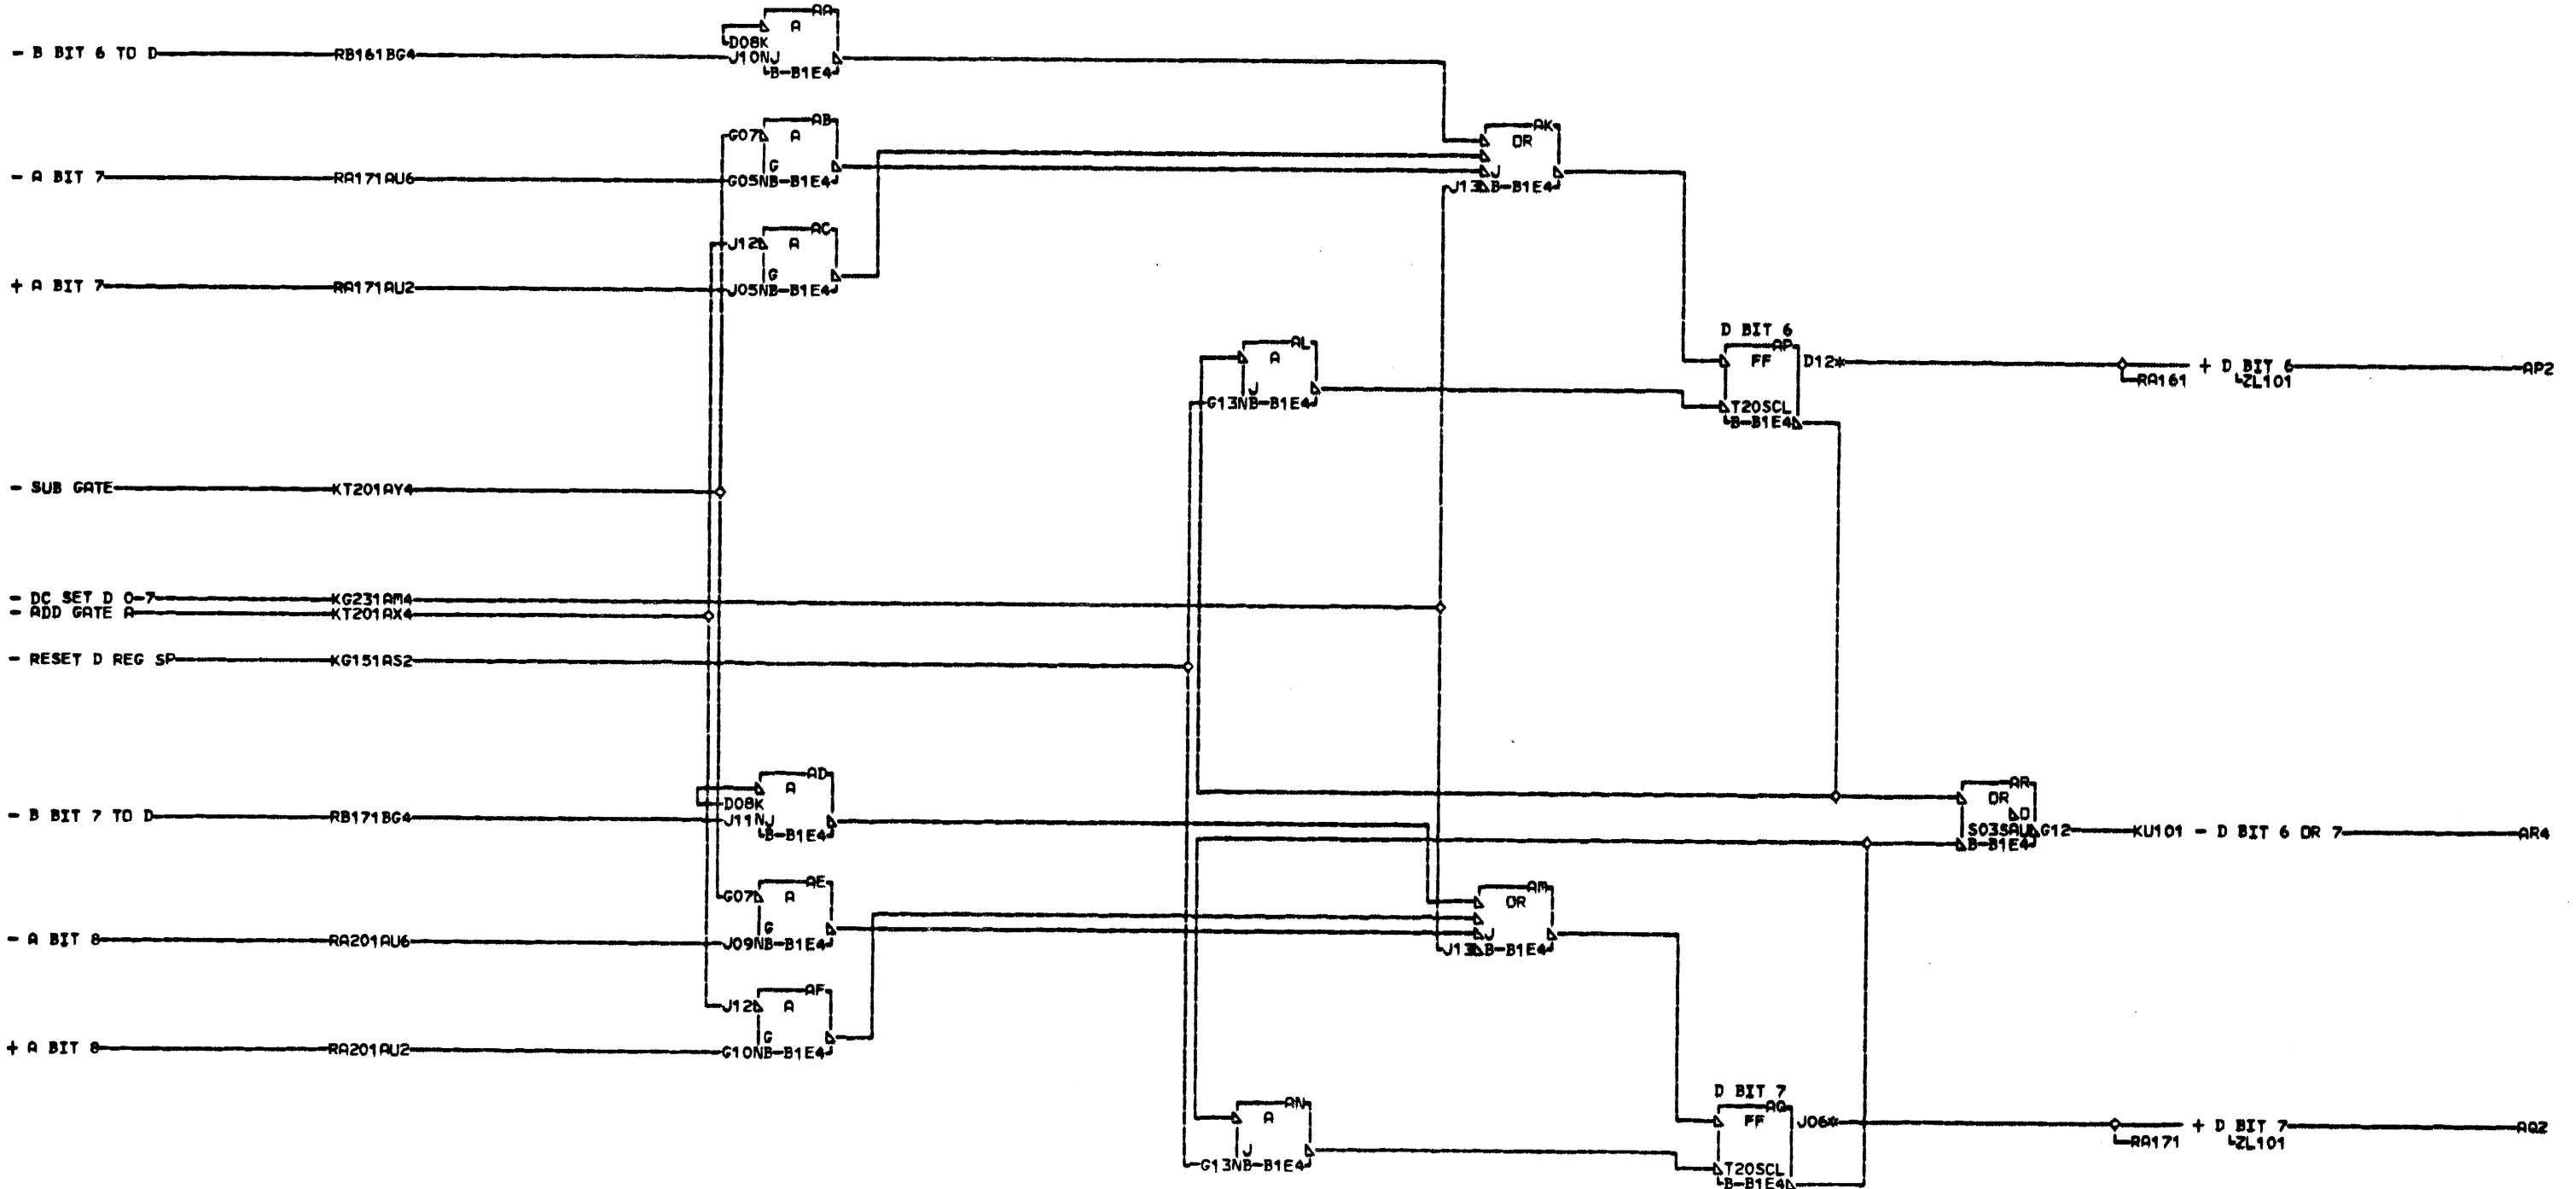 AA
A
D08K
- B BIT 6 TO D RB161BG4 J10NJ
B-B1E4
AB
G07 A
G
- A BIT 7 RA171AU6 G05NB-B1E4
AK
OR
J
J13 B-B1E4
AC
J12 A
G
+ A BIT 7 RA171AU2 J05NB-B1E4
D BIT 6
AL
A
J
G13NB-B1E4
AP
FF D12*
T20SCL
B-B1E4
+ D BIT 6 AP2
RA161 ZL101
- SUB GATE KT201AY4
- DC SET D 0-7 KG231AM4
- ADD GATE A KT201AX4
- RESET D REG SP KG151AS2
AD
A
D08K
- B BIT 7 TO D RB171BG4 J11NJ
B-B1E4
AR
OR
D
S03SAU G12 KU101 - D BIT 6 OR 7 AR4
B-B1E4
AE
G07 A
G
- A BIT 8 RA201AU6 J09NB-B1E4
AM
OR
J
J13 B-B1E4
AF
J12 A
G
+ A BIT 8 RA201AU2 G10NB-B1E4
D BIT 7
AN
A
J
G13NB-B1E4
AQ
FF J06*
T20SCL
B-B1E4
+ D BIT 7 AQ2
RA171 ZL101